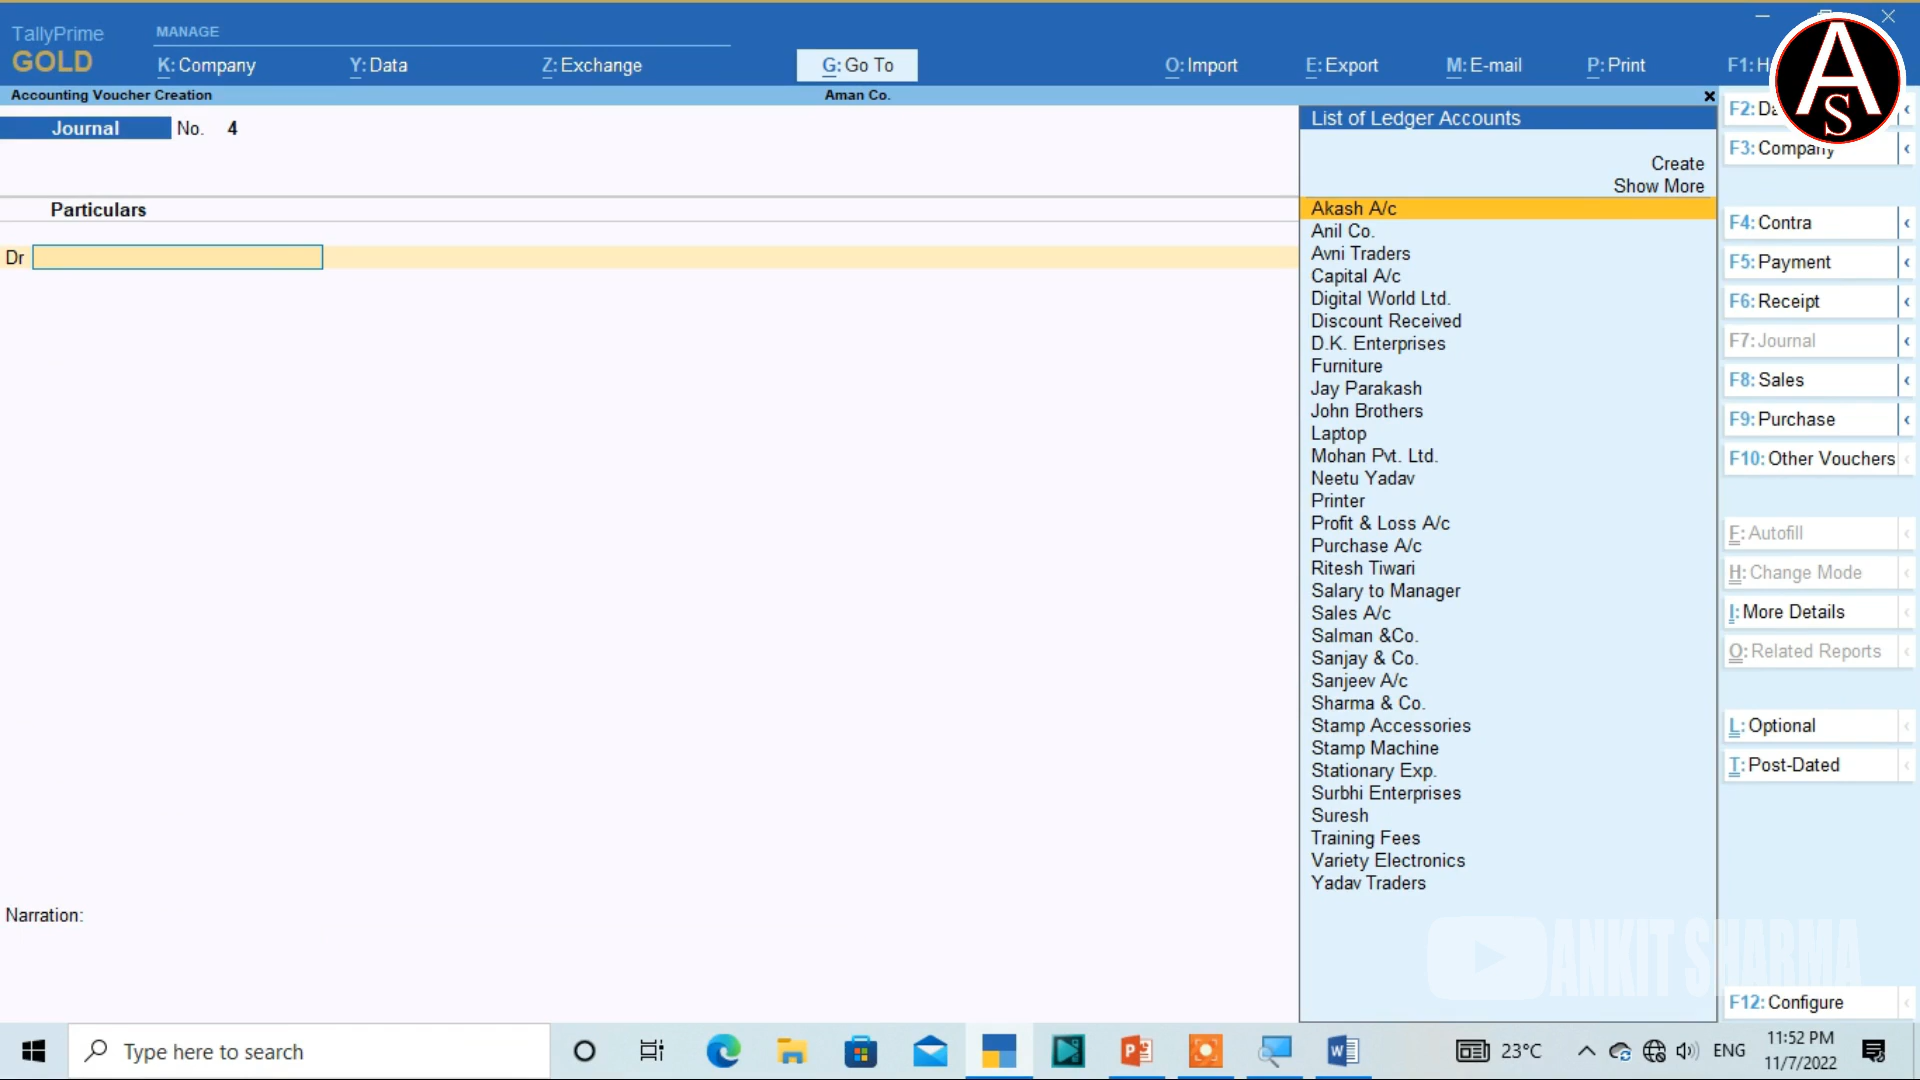 TallyPrime
GOLD
MANAGE
K: Company
Y: Data
Z: Exchange
G: Go To
O: Import
E: Export
M: E-mail
P: Print
F1: H
AS
Accounting Voucher Creation
Aman Co.
Journal No. 4
Particulars
Dr
Narration:
List of Ledger Accounts
Create
Show More
Akash A/c
Anil Co.
Avni Traders
Capital A/c
Digital World Ltd.
Discount Received
D.K. Enterprises
Furniture
Jay Parakash
John Brothers
Laptop
Mohan Pvt. Ltd.
Neetu Yadav
Printer
Profit & Loss A/c
Purchase A/c
Ritesh Tiwari
Salary to Manager
Sales A/c
Salman &Co.
Sanjay & Co.
Sanjeev A/c
Sharma & Co.
Stamp Accessories
Stamp Machine
Stationary Exp.
Surbhi Enterprises
Suresh
Training Fees
Variety Electronics
Yadav Traders
F2: Da
F3: Company
F4: Contra
F5: Payment
F6: Receipt
F7: Journal
F8: Sales
F9: Purchase
F10: Other Vouchers
F: Autofill
H: Change Mode
I: More Details
O: Related Reports
L: Optional
T: Post-Dated
ANKIT SHARMA
F12: Configure
Type here to search
23°C
ENG
11:52 PM
11/7/2022